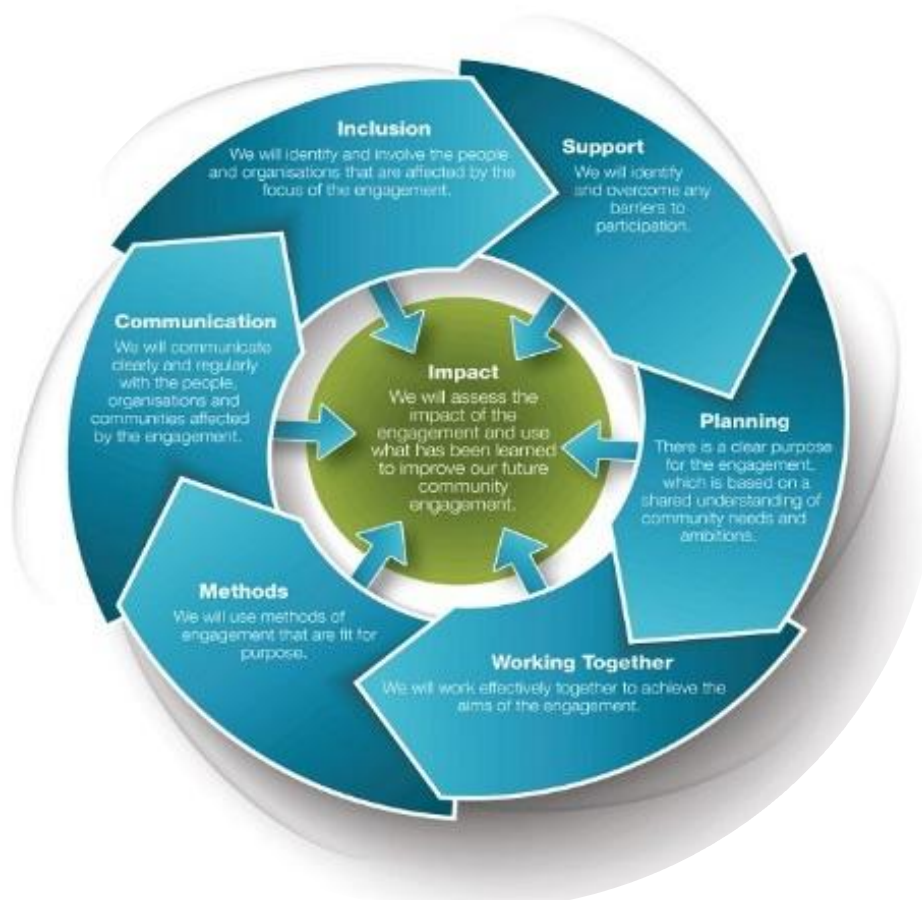 Inclusion
We will identify and involve the people
and organisations that are affected by the
focus of the engagement.
Support
We will identify
and overcome any
barriers to
participation.
Planning
There is a clear purpose
for the engagement,
which is based on a
shared understanding of
community needs and
ambitions.
Working Together
We will work effectively together to achieve the
aims of the engagement.
Methods
We will use methods of
engagement that are fit for
purpose.
Communication
We will communicate
clearly and regularly
with the people,
organisations and
communities affected
by the engagement.
Impact
We will assess the
impact of the
engagement and use
what has been learned
to improve our future
community
engagement.